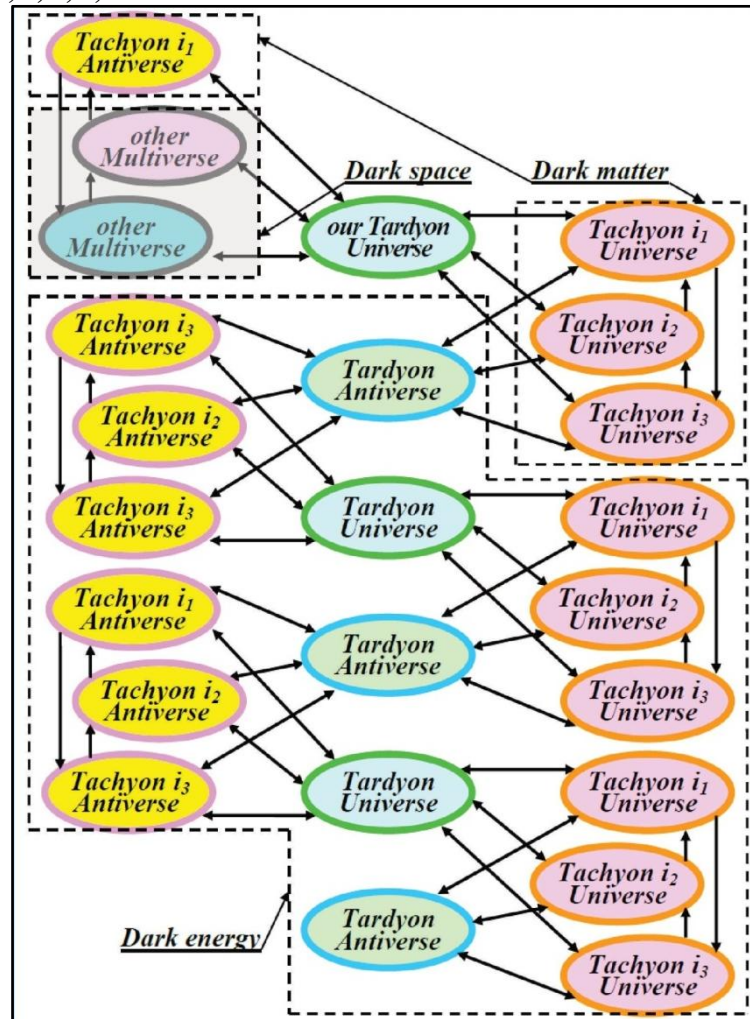 Tachyon i₁
Antiverse
other
Multiverse
Dark space
Dark matter
other
Multiverse
our Tardyon
Universe
Tachyon i₁
Universe
Tachyon i₂
Universe
Tachyon i₃
Universe
Tachyon i₃
Antiverse
Tardyon
Antiverse
Tachyon i₂
Antiverse
Tachyon i₃
Antiverse
Tardyon
Universe
Tachyon i₁
Universe
Tachyon i₂
Universe
Tachyon i₃
Universe
Tachyon i₁
Antiverse
Tardyon
Antiverse
Tachyon i₂
Antiverse
Tachyon i₃
Antiverse
Tardyon
Universe
Tachyon i₁
Universe
Tachyon i₂
Universe
Tachyon i₃
Universe
Tardyon
Antiverse
Dark energy